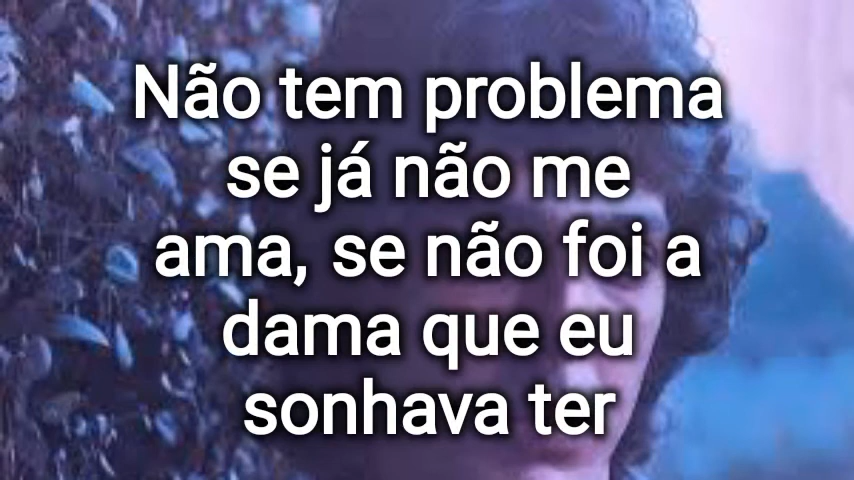 Não tem problema
se já não me
ama, se não foi a
dama que eu
sonhava ter